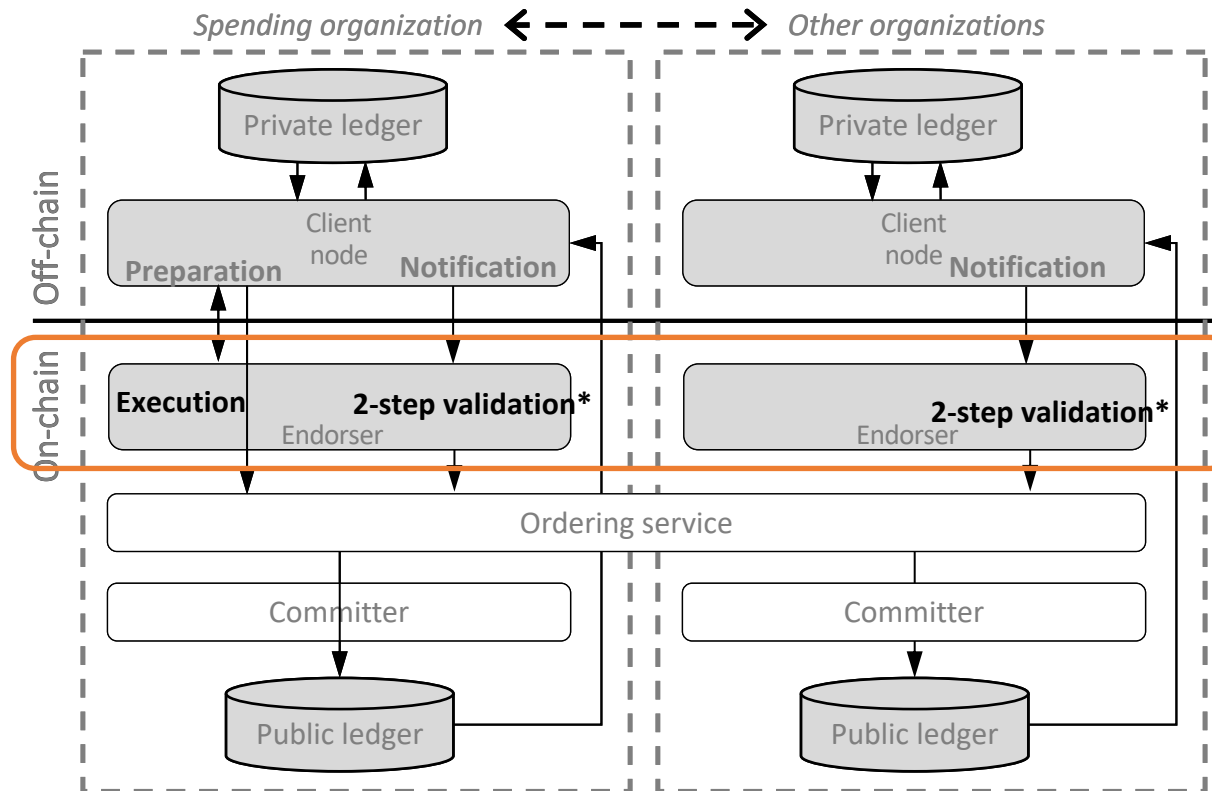 Spending organization
Other organizations
Off-chain
Private ledger
Private ledger
Client
node
Preparation
Notification
Client
node
Notification
On-chain
Execution
2-step validation*
Endorser
2-step validation*
Endorser
Ordering service
Committer
Committer
Public ledger
Public ledger